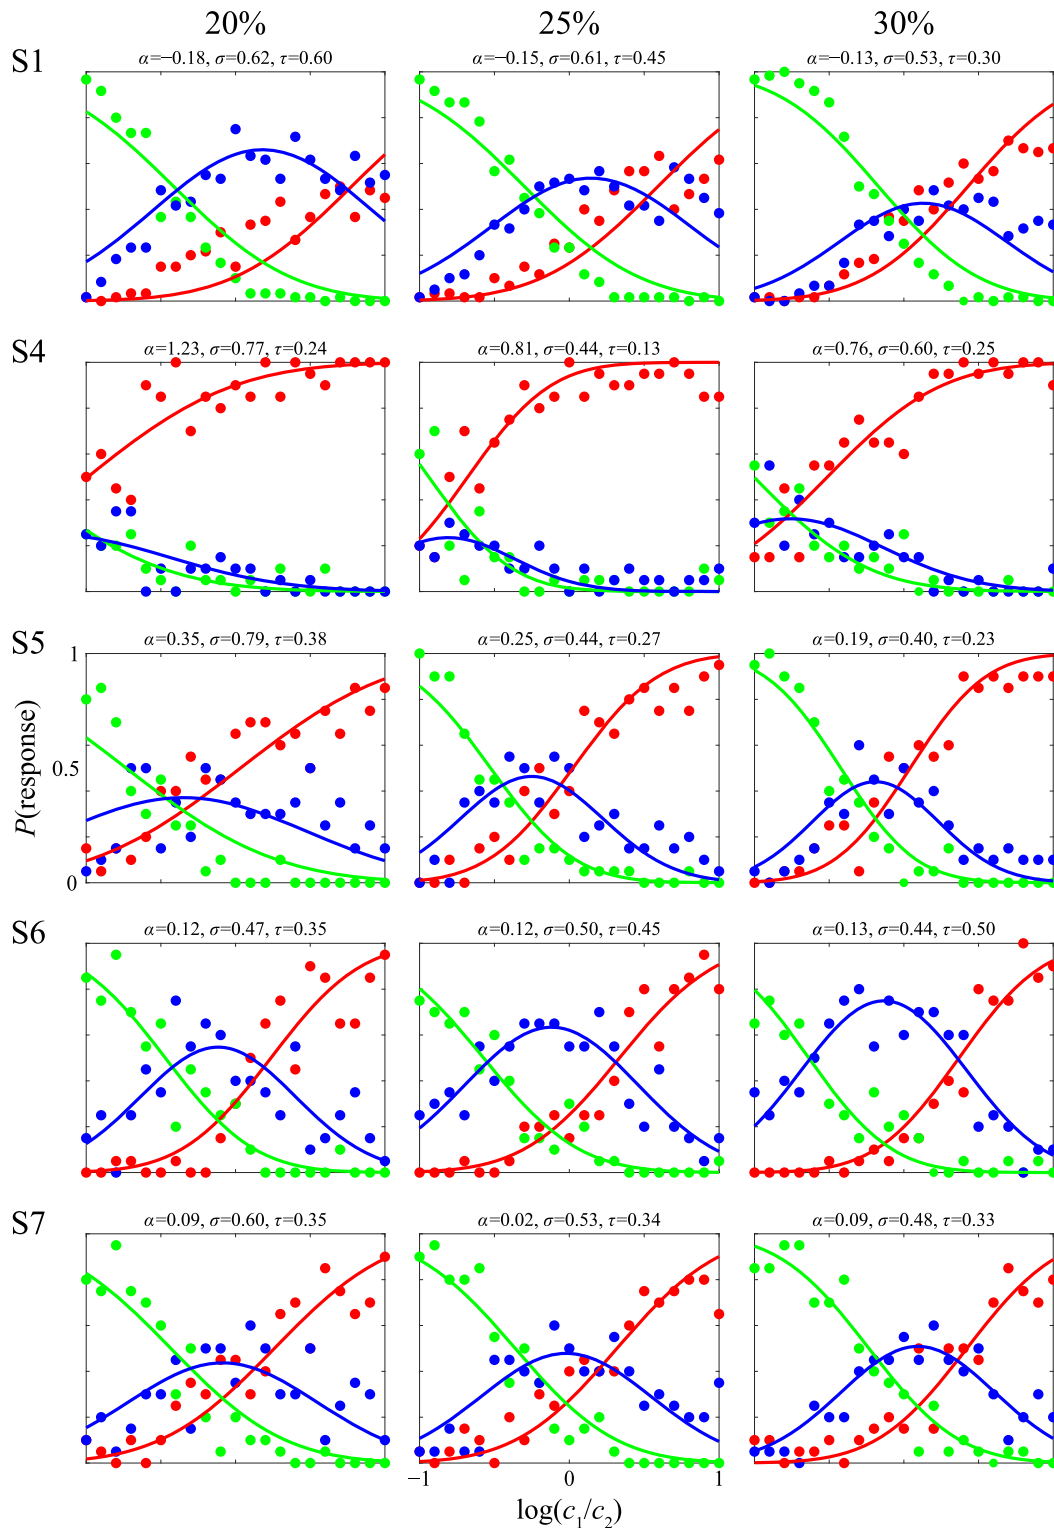 20% 25% 30%
S1
α=−0.18, σ=0.62, τ=0.60 α=−0.15, σ=0.61, τ=0.45 α=−0.13, σ=0.53, τ=0.30
S4
α=1.23, σ=0.77, τ=0.24 α=0.81, σ=0.44, τ=0.13 α=0.76, σ=0.60, τ=0.25
S5
α=0.35, σ=0.79, τ=0.38 α=0.25, σ=0.44, τ=0.27 α=0.19, σ=0.40, τ=0.23
1
P(response)
0.5
0
S6
α=0.12, σ=0.47, τ=0.35 α=0.12, σ=0.50, τ=0.45 α=0.13, σ=0.44, τ=0.50
S7
α=0.09, σ=0.60, τ=0.35 α=0.02, σ=0.53, τ=0.34 α=0.09, σ=0.48, τ=0.33
−1 0 1
log(c₁/c₂)